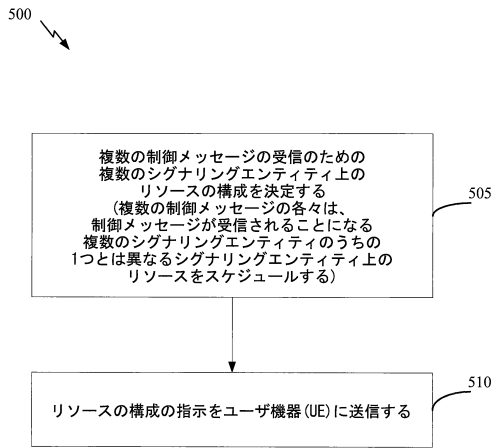 500
複数の制御メッセージの受信のための
複数のシグナリングエンティティ上の
リソースの構成を決定する
(複数の制御メッセージの各々は、
制御メッセージが受信されることになる
複数のシグナリングエンティティのうちの
1つとは異なるシグナリングエンティティ上の
リソースをスケジュールする)
505
リソースの構成の指示をユーザ機器(UE)に送信する
510